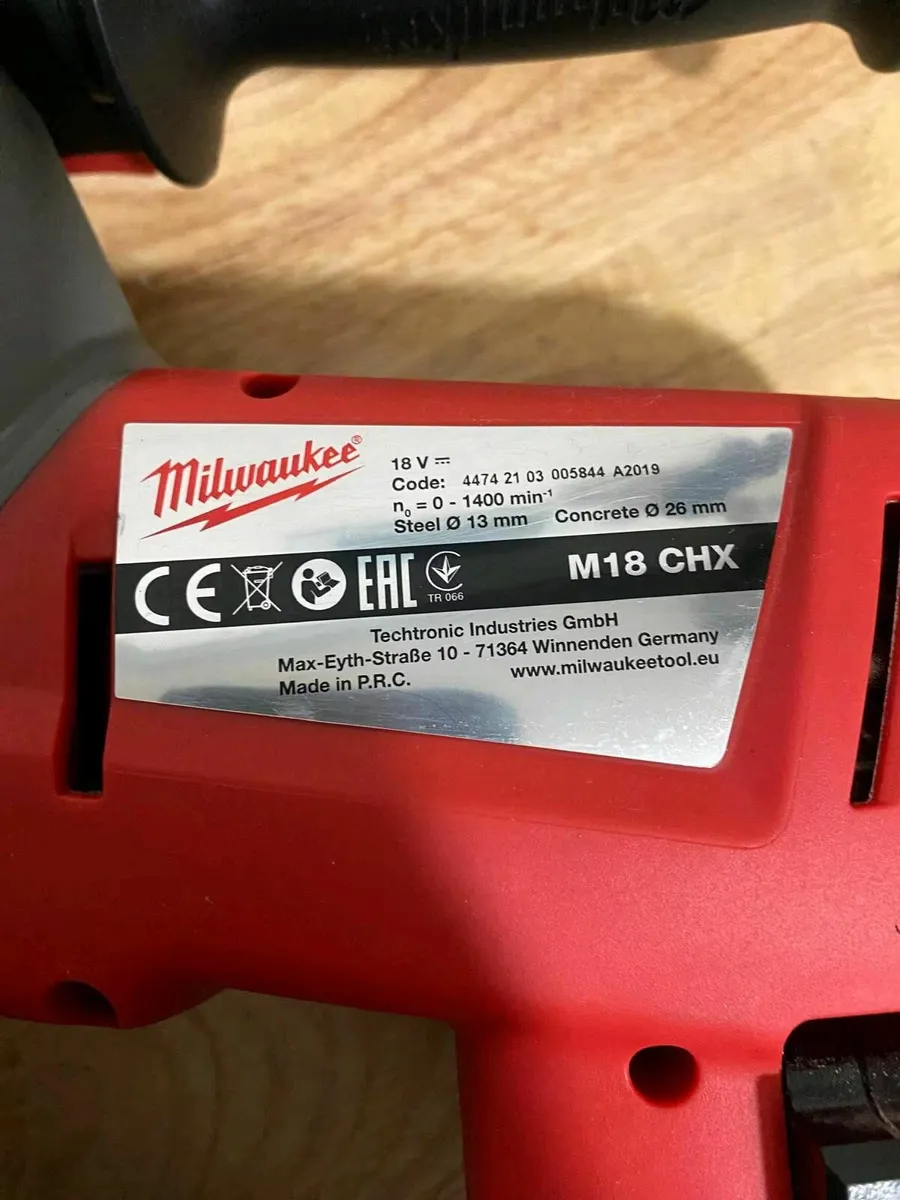 Milwaukee®
18 V ⎓
Code: 4474 21 03 005844 A2019
n₀ = 0 - 1400 min⁻¹
Steel Ø 13 mm Concrete Ø 26 mm
CE EAC TR 066 M18 CHX
Techtronic Industries GmbH
Max-Eyth-Straße 10 - 71364 Winnenden Germany
Made in P.R.C. www.milwaukeetool.eu